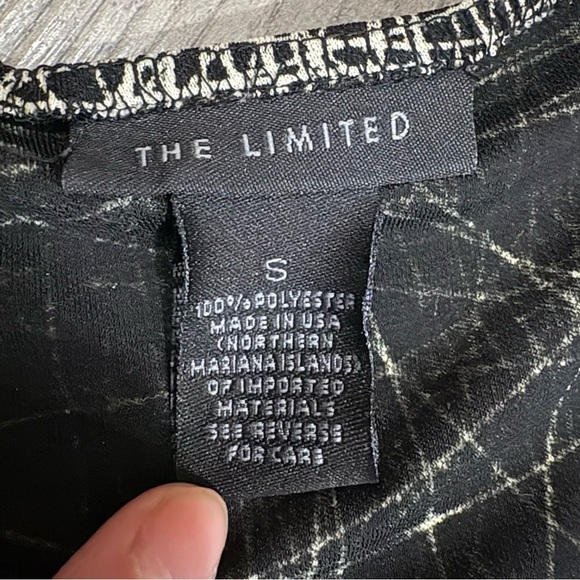 THE LIMITED
S
100% POLYESTER
MADE IN USA
(NORTHERN
MARIANA ISLANDS)
OF IMPORTED
MATERIALS
SEE REVERSE
FOR CARE